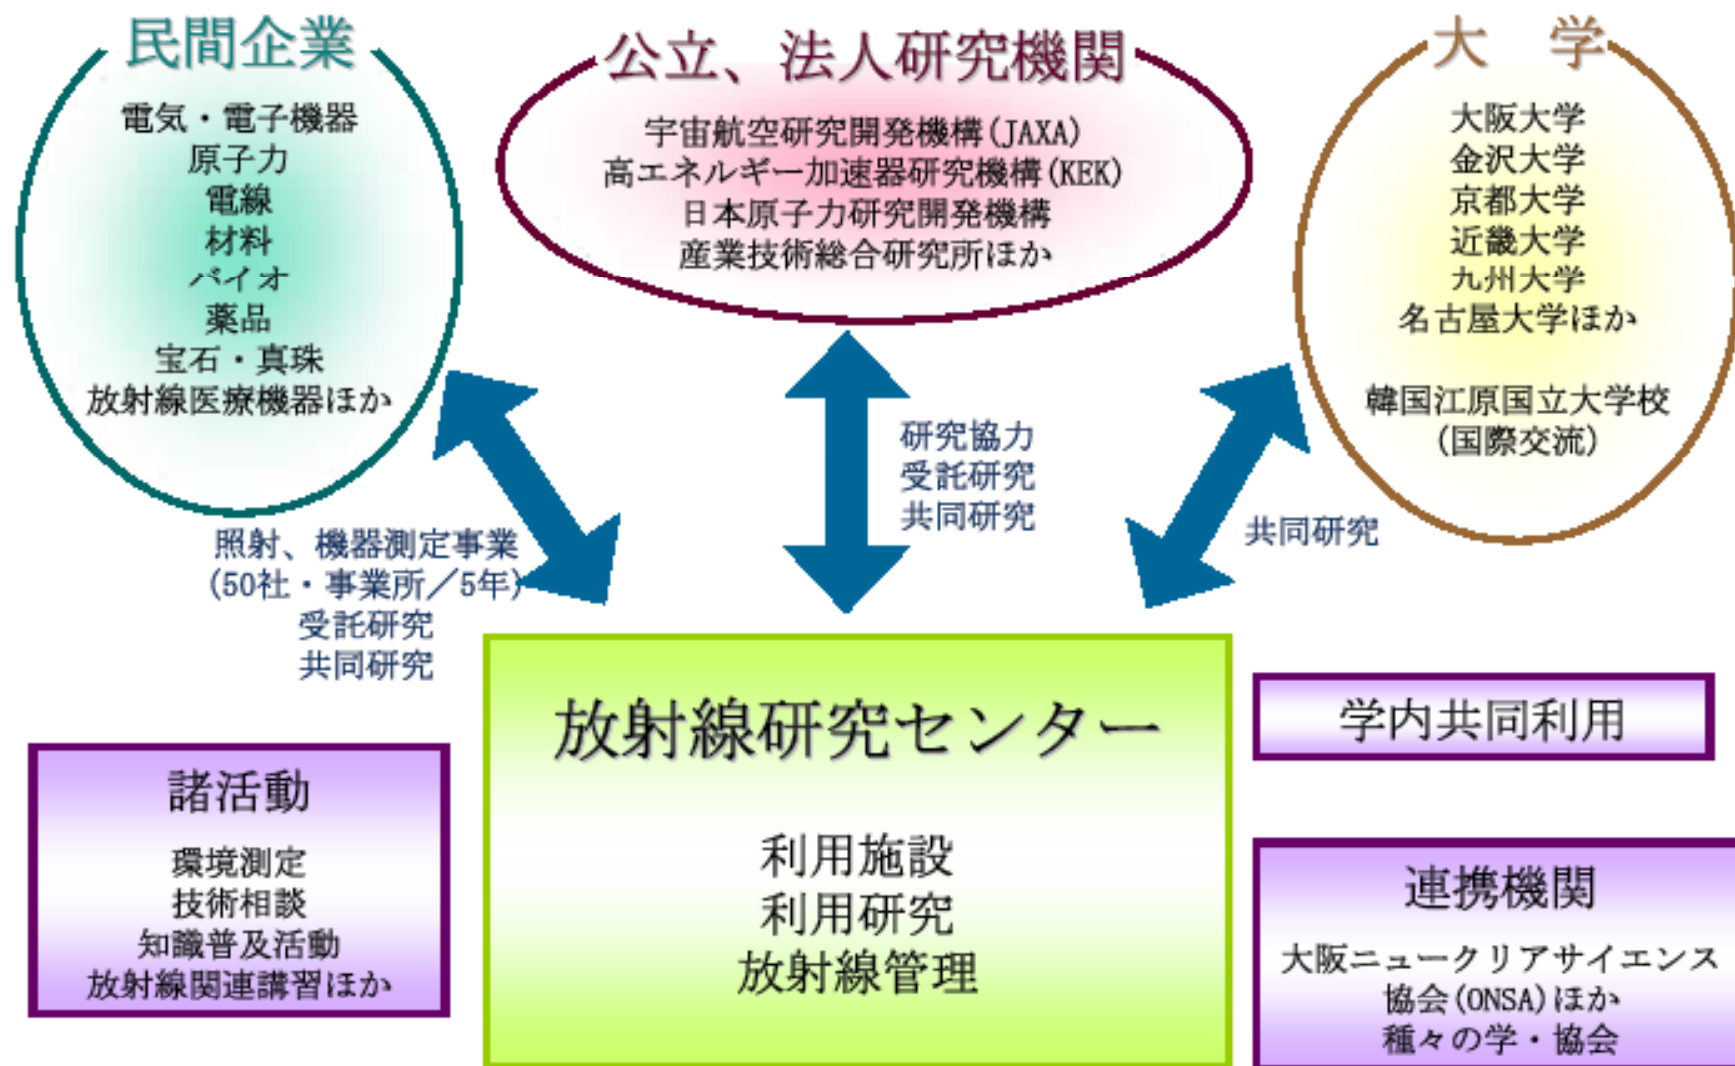 民間企業
電気・電子機器
原子力
電線
材料
バイオ
薬品
宝石・真珠
放射線医療機器ほか
公立、法人研究機関
宇宙航空研究開発機構(JAXA)
高エネルギー加速器研究機構(KEK)
日本原子力研究開発機構
産業技術総合研究所ほか
大　学
大阪大学
金沢大学
京都大学
近畿大学
九州大学
名古屋大学ほか
韓国江原国立大学校
(国際交流)
照射、機器測定事業
(50社・事業所／5年)
受託研究
共同研究
研究協力
受託研究
共同研究
共同研究
放射線研究センター
利用施設
利用研究
放射線管理
諸活動
環境測定
技術相談
知識普及活動
放射線関連講習ほか
学内共同利用
連携機関
大阪ニュークリアサイエンス
協会(ONSA)ほか
種々の学・協会